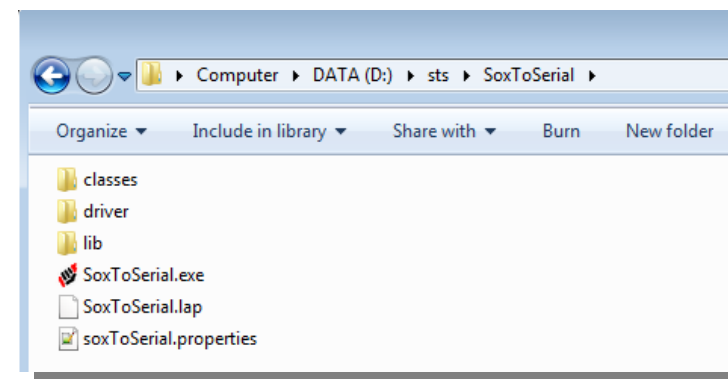 Computer DATA (D:) sts SoxToSerial
Organize Include in library Share with Burn New folder
classes
driver
lib
SoxToSerial.exe
SoxToSerial.lap
soxToSerial.properties